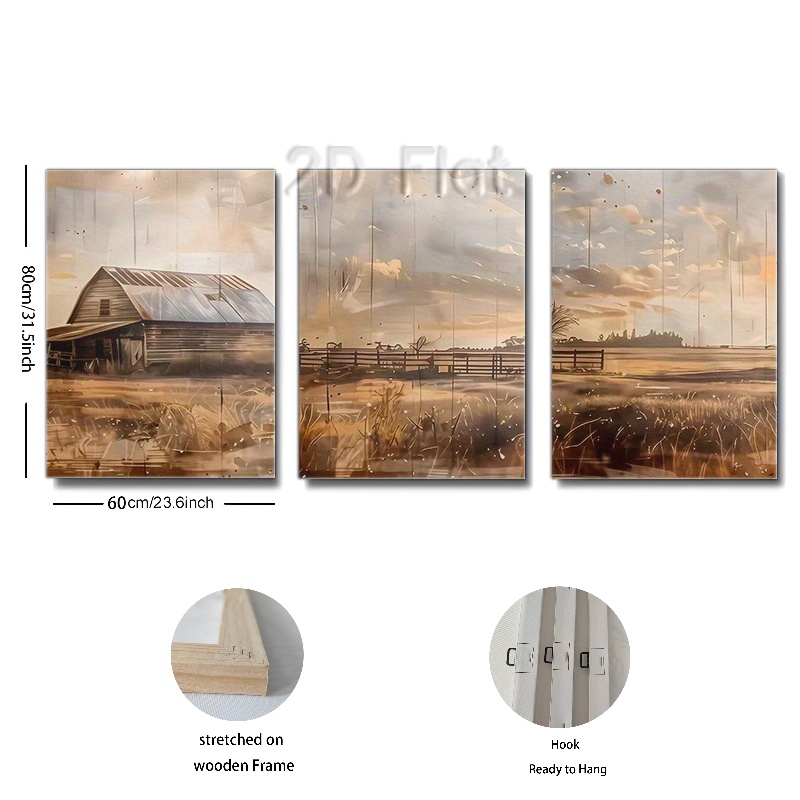 2D Flat
80cm/31.5inch
60cm/23.6inch
stretched on
wooden Frame
Hook
Ready to Hang